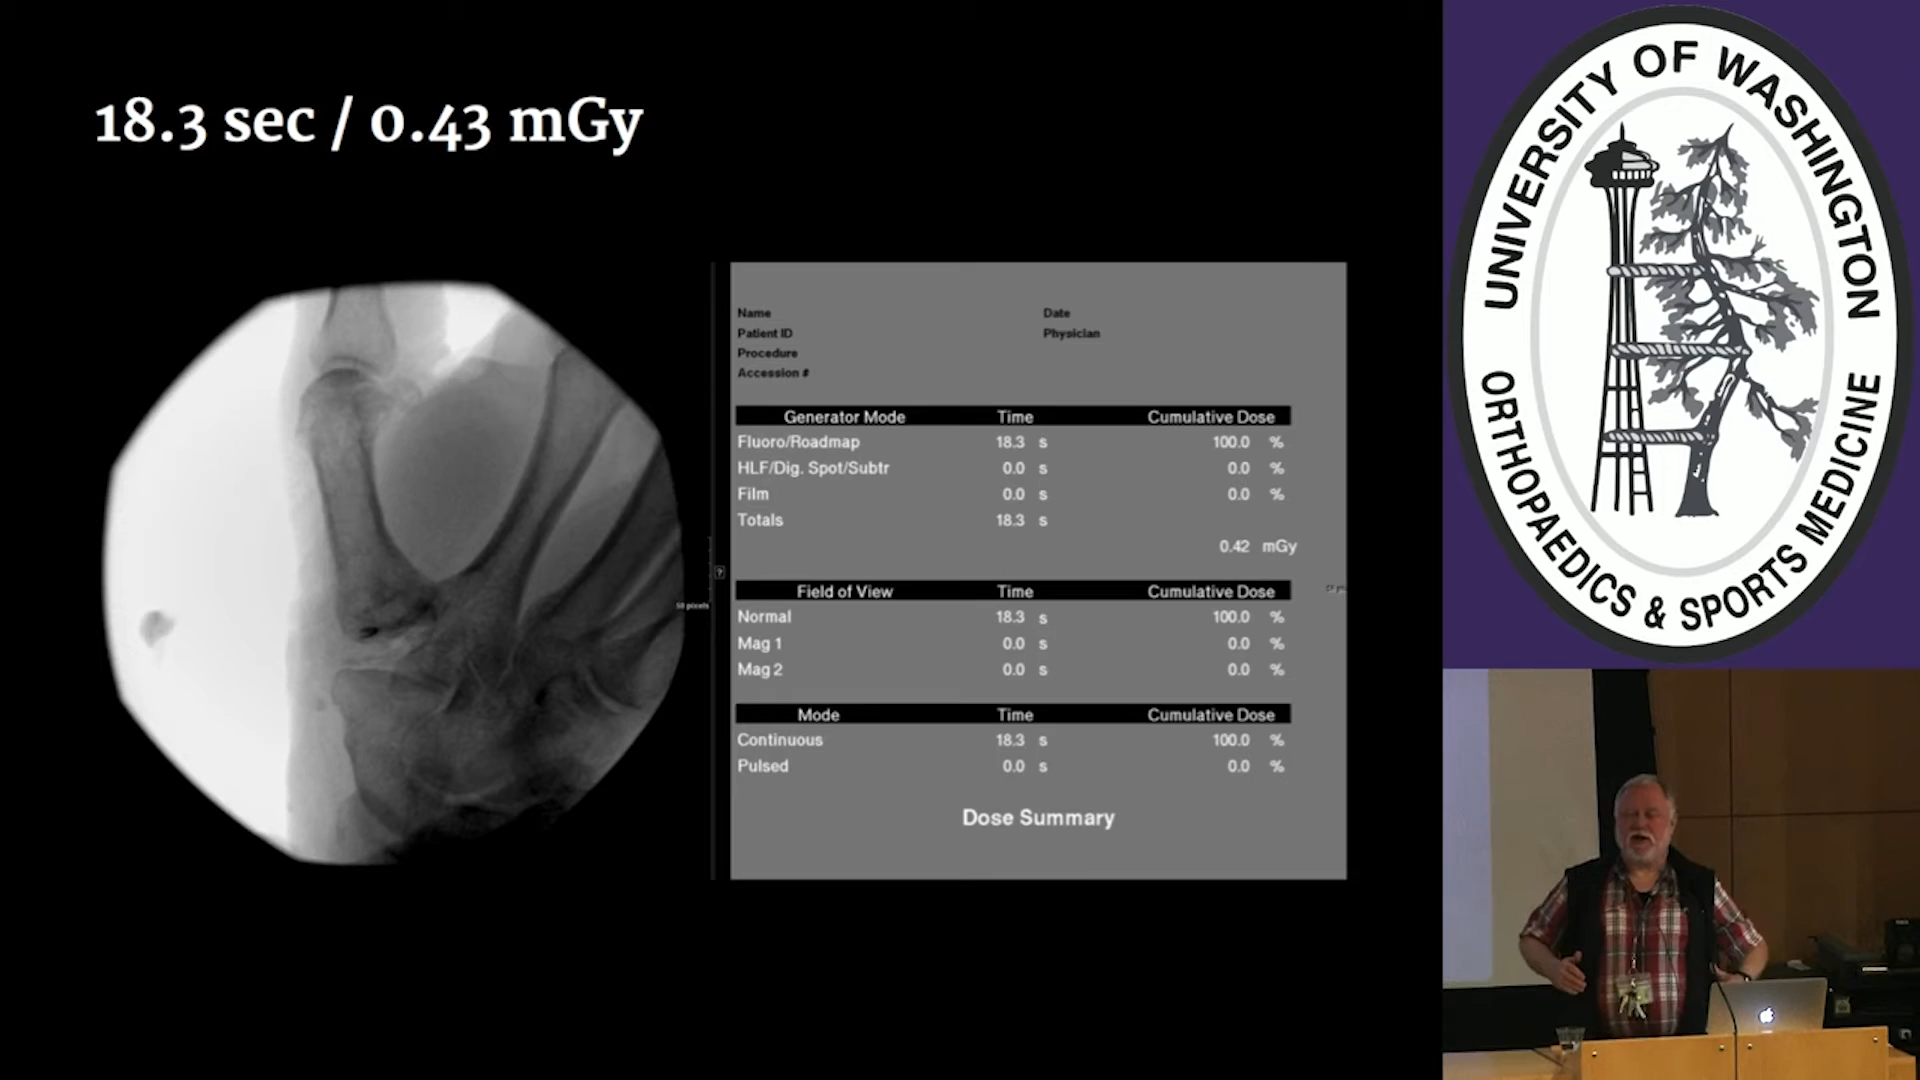 18.3 sec / 0.43 mGy
Name Date
Patient ID Physician
Procedure
Accession #
Generator Mode Time Cumulative Dose
Fluoro/Roadmap 18.3 s 100.0 %
HLF/Dig. Spot/Subtr 0.0 s 0.0 %
Film 0.0 s 0.0 %
Totals 18.3 s
0.42 mGy
Field of View Time Cumulative Dose
Normal 18.3 s 100.0 %
Mag 1 0.0 s 0.0 %
Mag 2 0.0 s 0.0 %
Mode Time Cumulative Dose
Continuous 18.3 s 100.0 %
Pulsed 0.0 s 0.0 %
Dose Summary
?
50 pixels
UNIVERSITY OF WASHINGTON
ORTHOPAEDICS & SPORTS MEDICINE